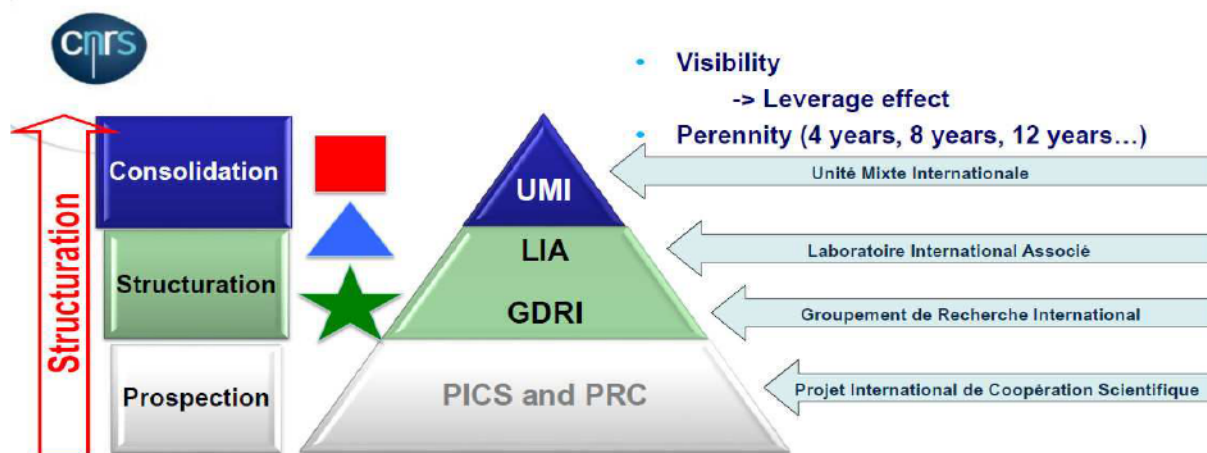 cnrs
Structuration
Consolidation
Structuration
Prospection
UMI
LIA
GDRI
PICS and PRC
• Visibility
-> Leverage effect
• Perennity (4 years, 8 years, 12 years...)
Unité Mixte Internationale
Laboratoire International Associé
Groupement de Recherche International
Projet International de Coopération Scientifique